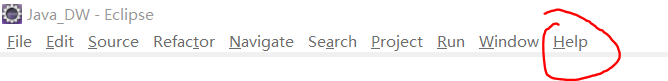 Java_DW - Eclipse
File Edit Source Refactor Navigate Search Project Run Window Help